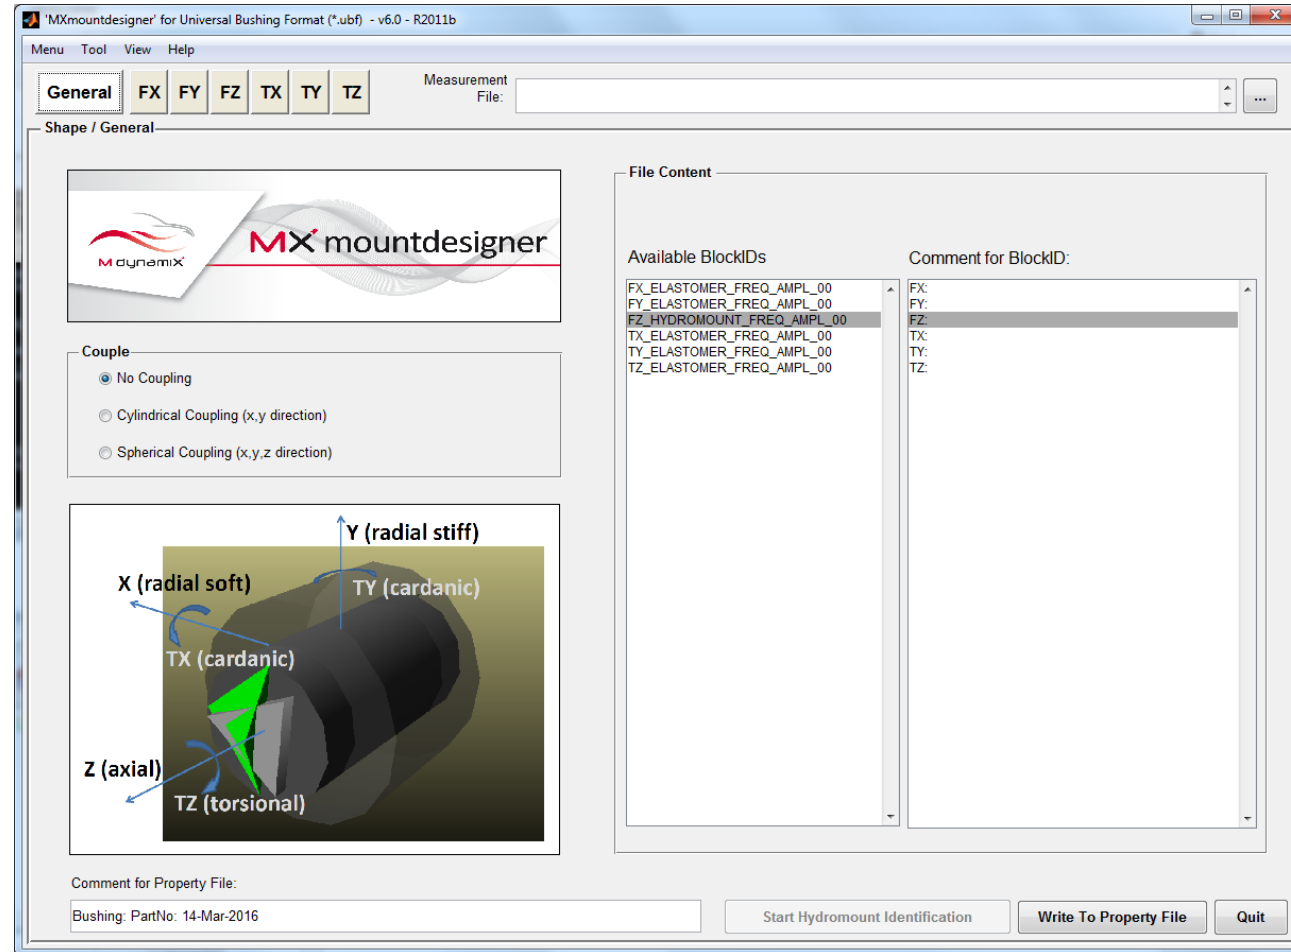 'MXmountdesigner' for Universal Bushing Format (*.ubf)  - v6.0 - R2011b
Menu Tool View Help
General FX FY FZ TX TY TZ
Measurement
File:
...
Shape / General
M dynamiX
MX mountdesigner
Couple
No Coupling
Cylindrical Coupling (x,y direction)
Spherical Coupling (x,y,z direction)
Y (radial stiff)
X (radial soft)
TY (cardanic)
TX (cardanic)
Z (axial)
TZ (torsional)
File Content
Available BlockIDs
FX_ELASTOMER_FREQ_AMPL_00
FY_ELASTOMER_FREQ_AMPL_00
FZ_HYDROMOUNT_FREQ_AMPL_00
TX_ELASTOMER_FREQ_AMPL_00
TY_ELASTOMER_FREQ_AMPL_00
TZ_ELASTOMER_FREQ_AMPL_00
Comment for BlockID:
FX:
FY:
FZ:
TX:
TY:
TZ:
Comment for Property File:
Bushing: PartNo: 14-Mar-2016
Start Hydromount Identification
Write To Property File
Quit